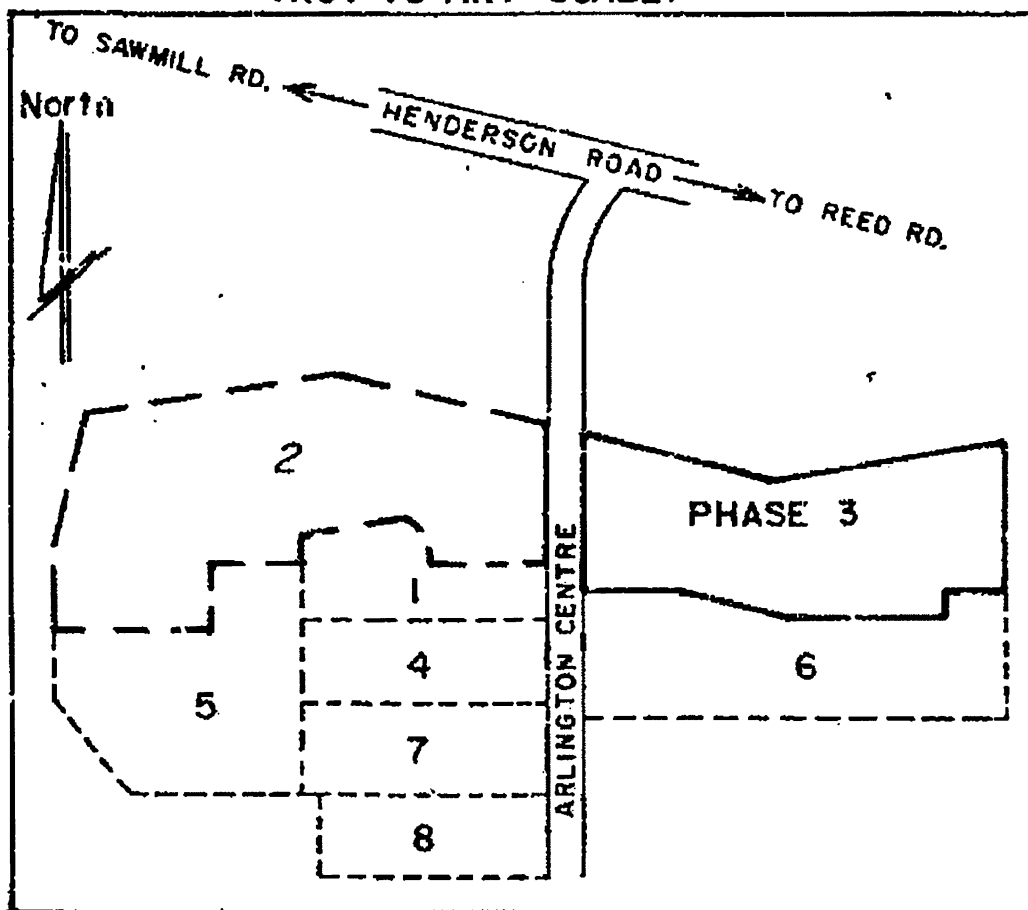 TO SAWMILL RD.
North
HENDERSON ROAD
TO REED RD.
2
PHASE 3
1
4
6
5
7
8
ARLINGTON CENTRE